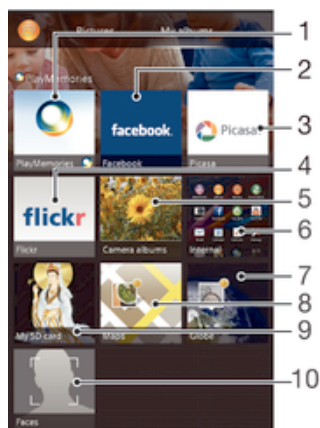 Pictures My albums
PlayMemories
1
2
facebook.
Picasa
3
PlayMemories Facebook Picasa
4
flickr
5
6
Flickr Camera albums Internal
7
8
My SD card Maps Globe
9
10
Faces